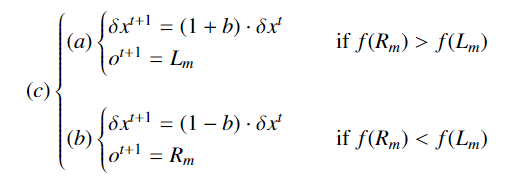 (c) { (a) { δx^{t+1} = (1 + b) · δx^t
o^{t+1} = L_m if f(R_m) > f(L_m)
(b) { δx^{t+1} = (1 − b) · δx^t
o^{t+1} = R_m if f(R_m) < f(L_m)